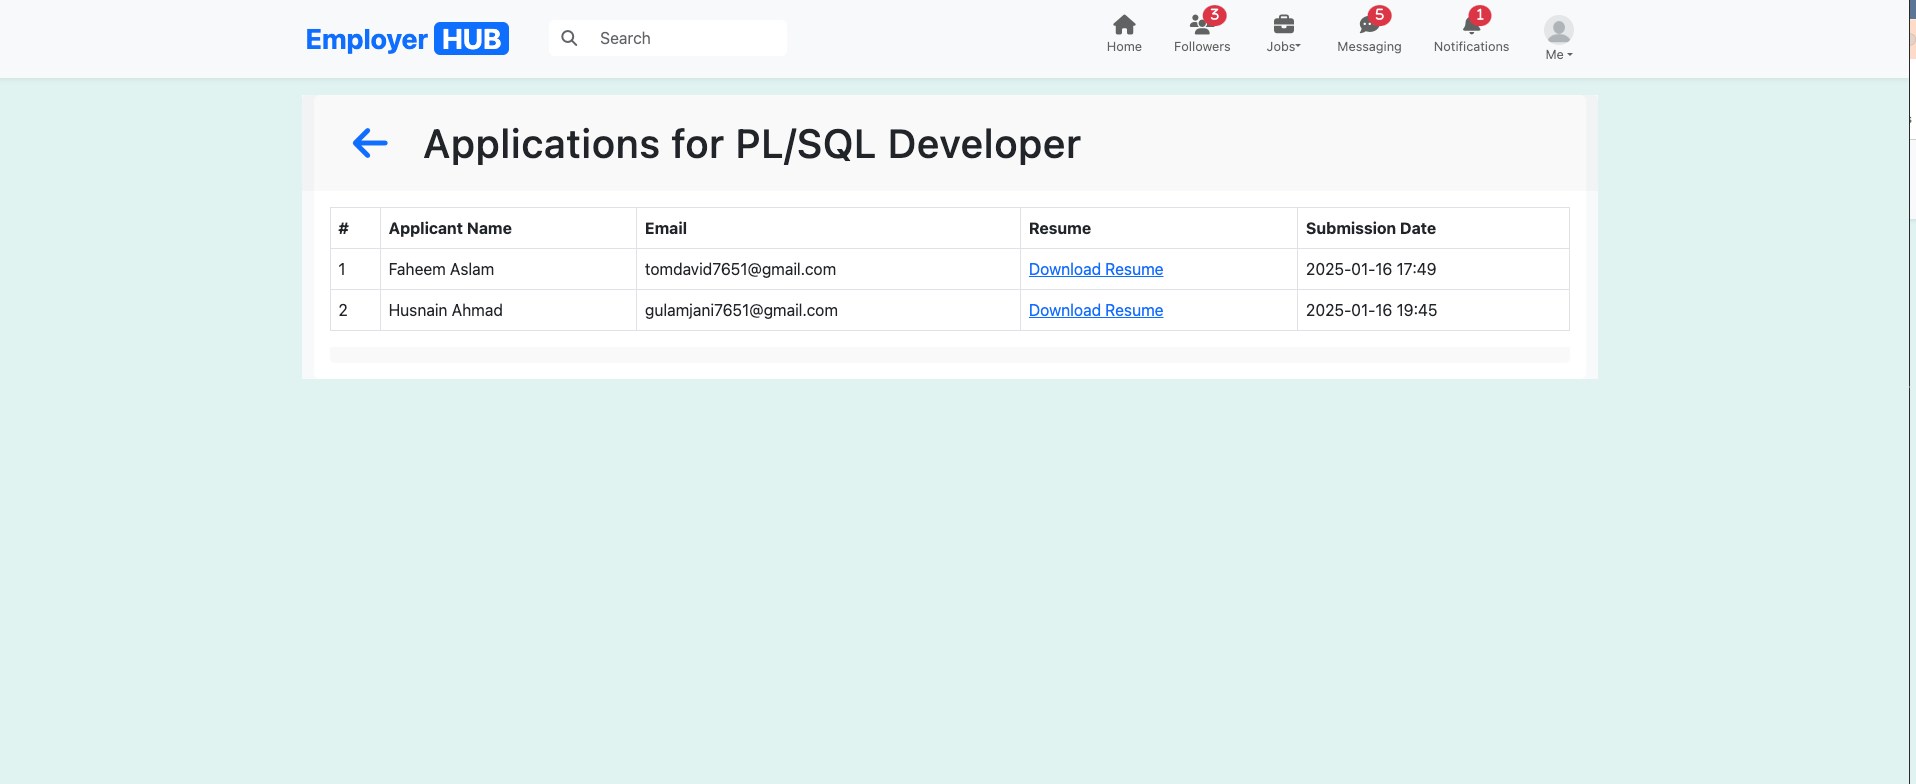 Employer HUB
Search
Home
3
Followers
Jobs
5
Messaging
1
Notifications
Me
Applications for PL/SQL Developer
# Applicant Name Email Resume Submission Date
1 Faheem Aslam tomdavid7651@gmail.com Download Resume 2025-01-16 17:49
2 Husnain Ahmad gulamjani7651@gmail.com Download Resume 2025-01-16 19:45